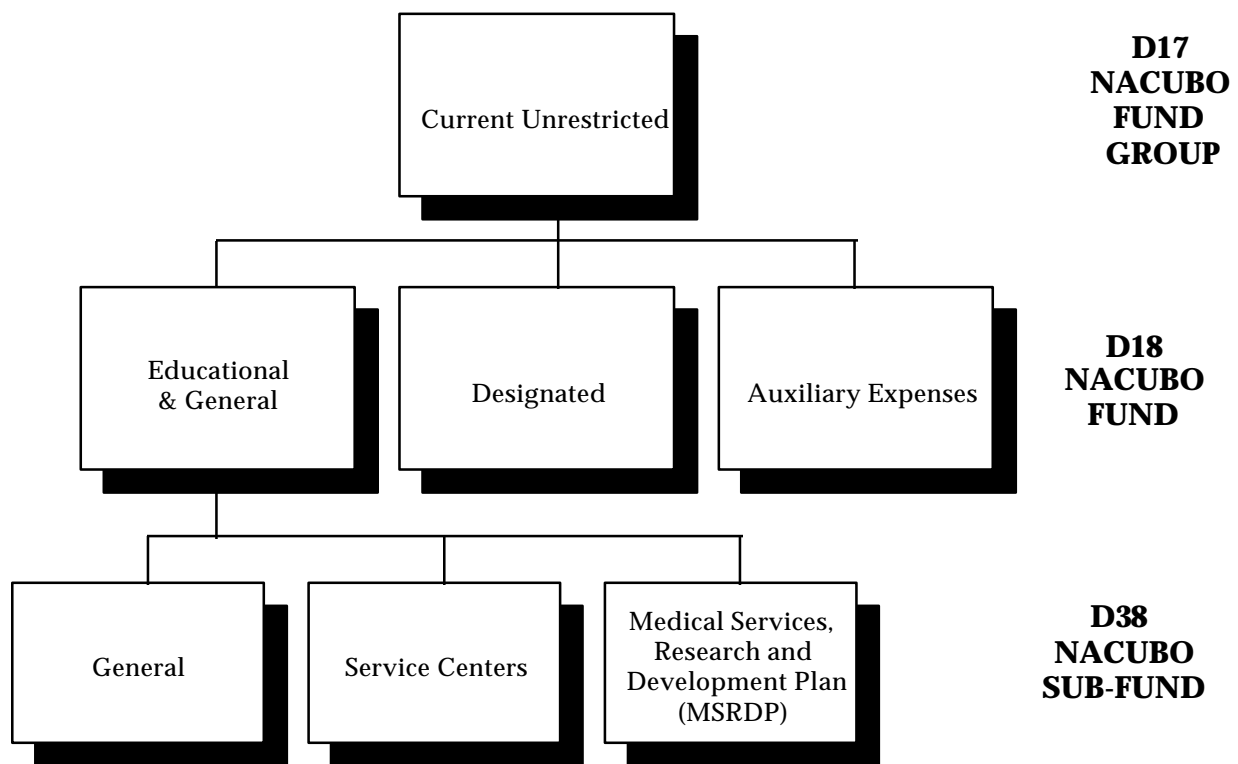 D17
NACUBO
FUND
GROUP
Current Unrestricted
Educational
& General
Designated
Auxiliary Expenses
D18
NACUBO
FUND
General
Service Centers
Medical Services,
Research and
Development Plan
(MSRDP)
D38
NACUBO
SUB-FUND